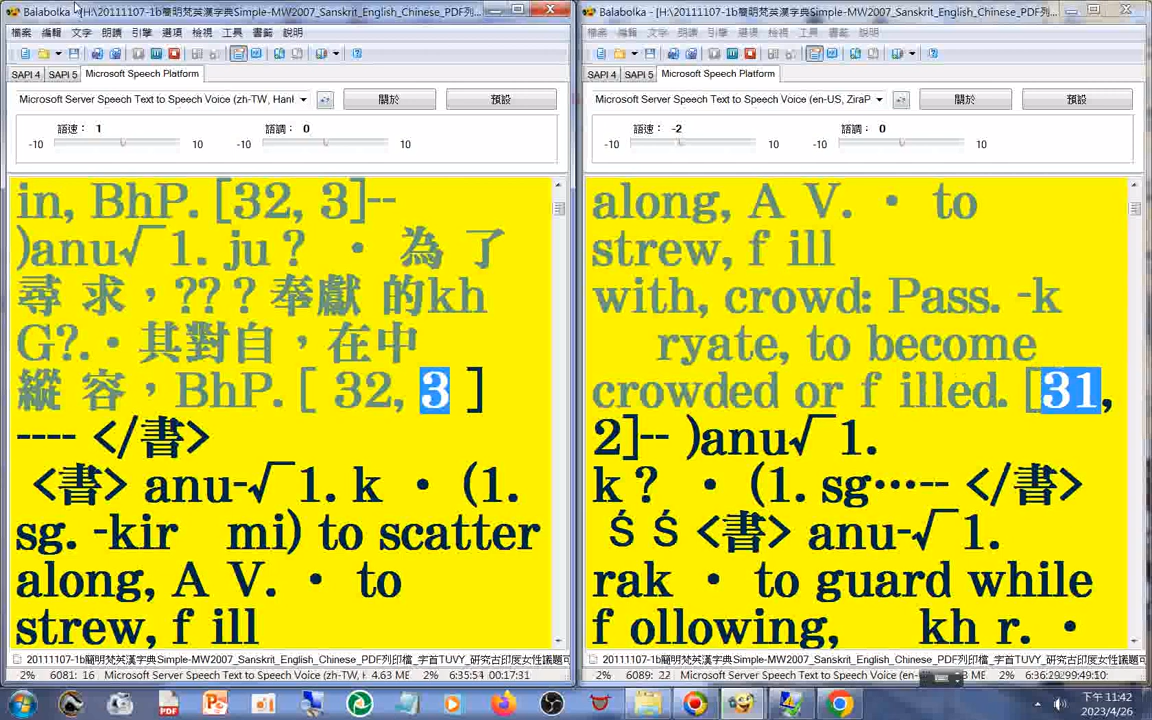 Balabolka - [H:\20111107-1b簡明梵英漢字典Simple-MW2007_Sanskrit_English_Chinese_PDF列...
檔案 編輯 文字 朗讀 引擎 選項 檢視 工具 書籤 說明
SAPI 4 SAPI 5 Microsoft Speech Platform
Microsoft Server Speech Text to Speech Voice (zh-TW, Han
關於 預設
語速： 1 語調： 0
-10 10 -10 10
in, BhP. [32, 3]--
)anu√1. ju？ • 為 了
尋 求，??？奉獻 的kh
G?.• 其對自，在中
縱 容，BhP. [ 32, 3 ]
---- </書>
<書> anu-√1. k • (1.
sg. -kir mi) to scatter
along, A V. • to
strew, f ill
20111107-1b簡明梵英漢字典Simple-MW2007_Sanskrit_English_Chinese_PDF列印檔_字首TUVY_研究古印度女性議題可
2% 6081: 16 Microsoft Server Speech Text to Speech Voice (zh-TW, H 4.63 ME 2% 6:35:54 00:17:31
Balabolka - [H:\20111107-1b簡明梵英漢字典Simple-MW2007_Sanskrit_English_Chinese_PDF列...
檔案 編輯 文字 朗讀 引擎 選項 檢視 工具 書籤 說明
SAPI 4 SAPI 5 Microsoft Speech Platform
Microsoft Server Speech Text to Speech Voice (en-US, ZiraP
關於 預設
語速： -2 語調： 0
-10 10 -10 10
along, A V. • to
strew, f ill
with, crowd: Pass. -k
ryate, to become
crowded or f illed. [31,
2]-- )anu√1.
k？ • (1. sg…-- </書>
Ś Ś <書> anu-√1.
rak • to guard while
f ollowing, kh r. •
20111107-1b簡明梵英漢字典Simple-MW2007_Sanskrit_English_Chinese_PDF列印檔_字首TUVY_研究古印度女性議題可
2% 6089: 22 Microsoft Server Speech Text to Speech Voice 3 ME 2% 6:36:29 99:49:10
下午 11:42
2023/4/26